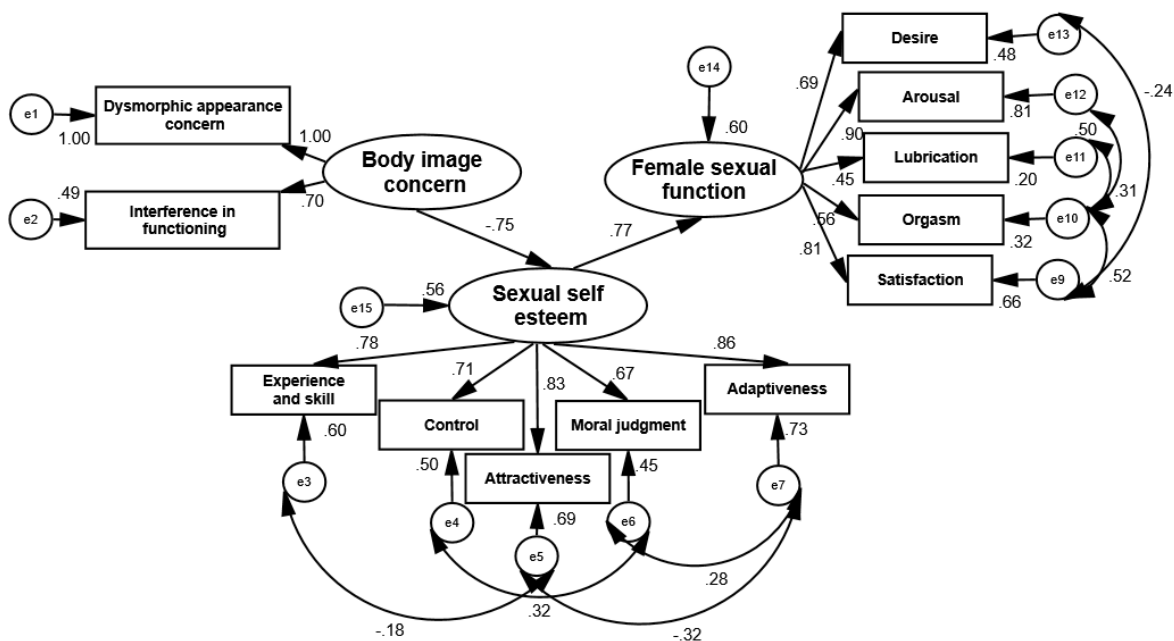 e13
Desire
.48
e14
.69
-.24
e12
Dysmorphic appearance
concern
e1
Arousal
.81
1.00
1.00
.60
.90
.50
Body image
concern
Female sexual
function
Lubrication
e11
.45
.20
.49
.70
.31
e2
Interference in
functioning
.56
Orgasm
e10
.32
-.75
.77
.81
Satisfaction
e9
.52
.66
.56
e15
Sexual self
esteem
.78
.71
.83
.67
.86
Experience
and skill
Adaptiveness
Control
Moral judgment
.60
.73
.50
Attractiveness
.45
e3
e7
.69
e4
e6
e5
.28
.32
-.18
-.32